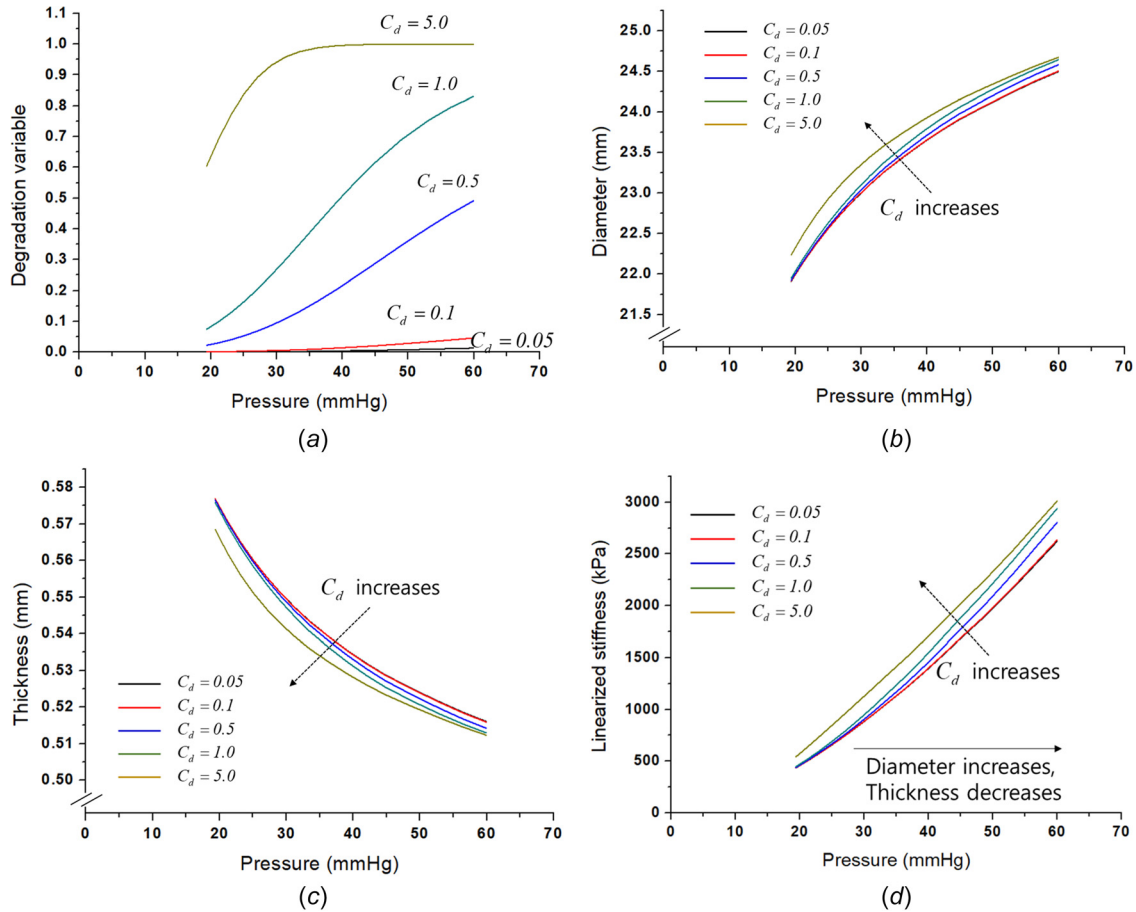 C_d = 5.0
C_d = 1.0
C_d = 0.5
C_d = 0.1
C_d = 0.05
1.1
1.0
0.9
0.8
0.7
0.6
0.5
0.4
0.3
0.2
0.1
0.0
Degradation variable
0 10 20 30 40 50 60 70
Pressure (mmHg)
(a)
C_d = 0.05
C_d = 0.1
C_d = 0.5
C_d = 1.0
C_d = 5.0
C_d increases
25.0
24.5
24.0
23.5
23.0
22.5
22.0
21.5
Diameter (mm)
0 10 20 30 40 50 60 70
Pressure (mmHg)
(b)
0.58
0.57
0.56
0.55
0.54
0.53
0.52
0.51
0.50
Thickness (mm)
C_d increases
C_d = 0.05
C_d = 0.1
C_d = 0.5
C_d = 1.0
C_d = 5.0
0 10 20 30 40 50 60 70
Pressure (mmHg)
(c)
3000
2500
2000
1500
1000
500
0
Linearized stiffness (kPa)
C_d = 0.05
C_d = 0.1
C_d = 0.5
C_d = 1.0
C_d = 5.0
C_d increases
Diameter increases,
Thickness decreases
0 10 20 30 40 50 60 70
Pressure (mmHg)
(d)